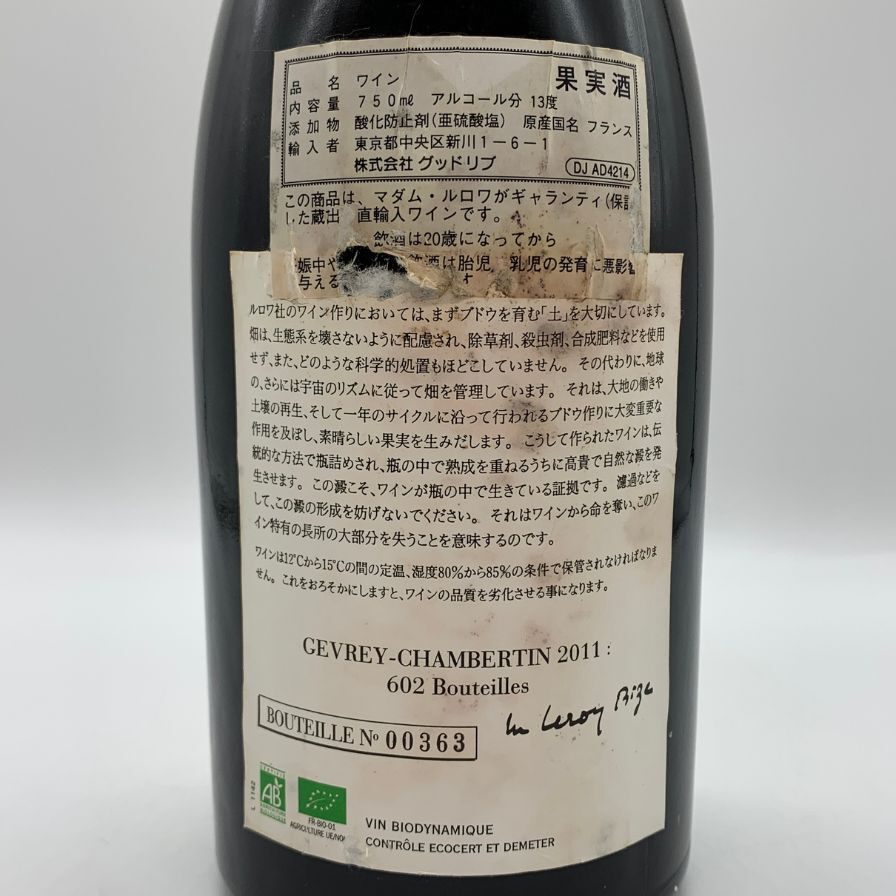 果実酒
品名 ワイン
内容量 750㎖ アルコール分 13度
添加物 酸化防止剤(亜硫酸塩) 原産国名 フランス
輸入者 東京都中央区新川1-6-1
株式会社 グッドリブ
DJ AD4214
この商品は、マダム・ルロワがギャランティ(保証
した蔵出 直輸入ワインです。
飲酒は20歳になってから
娠中や 飲酒は胎児 乳児の発育に悪影
与える す
ルロワ社のワイン作りにおいては、まずブドウを育む「土」を大切にしています。
畑は、生態系を壊さないように配慮され、除草剤、殺虫剤、合成肥料などを使用
せず、また、どのような科学的処置もほどこしていません。 その代わりに、地球
の、さらには宇宙のリズムに従って畑を管理しています。 それは、大地の働きや
土壌の再生、そして一年のサイクルに沿って行われるブドウ作りに大変重要な
作用を及ぼし、素晴らしい果実を生みだします。 こうして作られたワインは、伝
統的な方法で瓶詰めされ、瓶の中で熟成を重ねるうちに高貴で自然な澱を発
生させます。 この澱こそ、ワインが瓶の中で生きている証拠です。 濾過などを
して、この澱の形成を妨げないでください。 それはワインから命を奪い、このワ
イン特有の長所の大部分を失うことを意味するのです。
ワインは12℃から15℃の間の定温、湿度80%から85%の条件で保管されなければなりま
せん。 これをおろそかにしますと、ワインの品質を劣化させる事になります。
GEVREY-CHAMBERTIN 2011 :
602 Bouteilles
BOUTEILLE Nº 00363
Leroy Bize
L 1142
AB
FR-BIO-01
AGRICULTURE UE/NON
VIN BIODYNAMIQUE
CONTRÔLE ECOCERT ET DEMETER